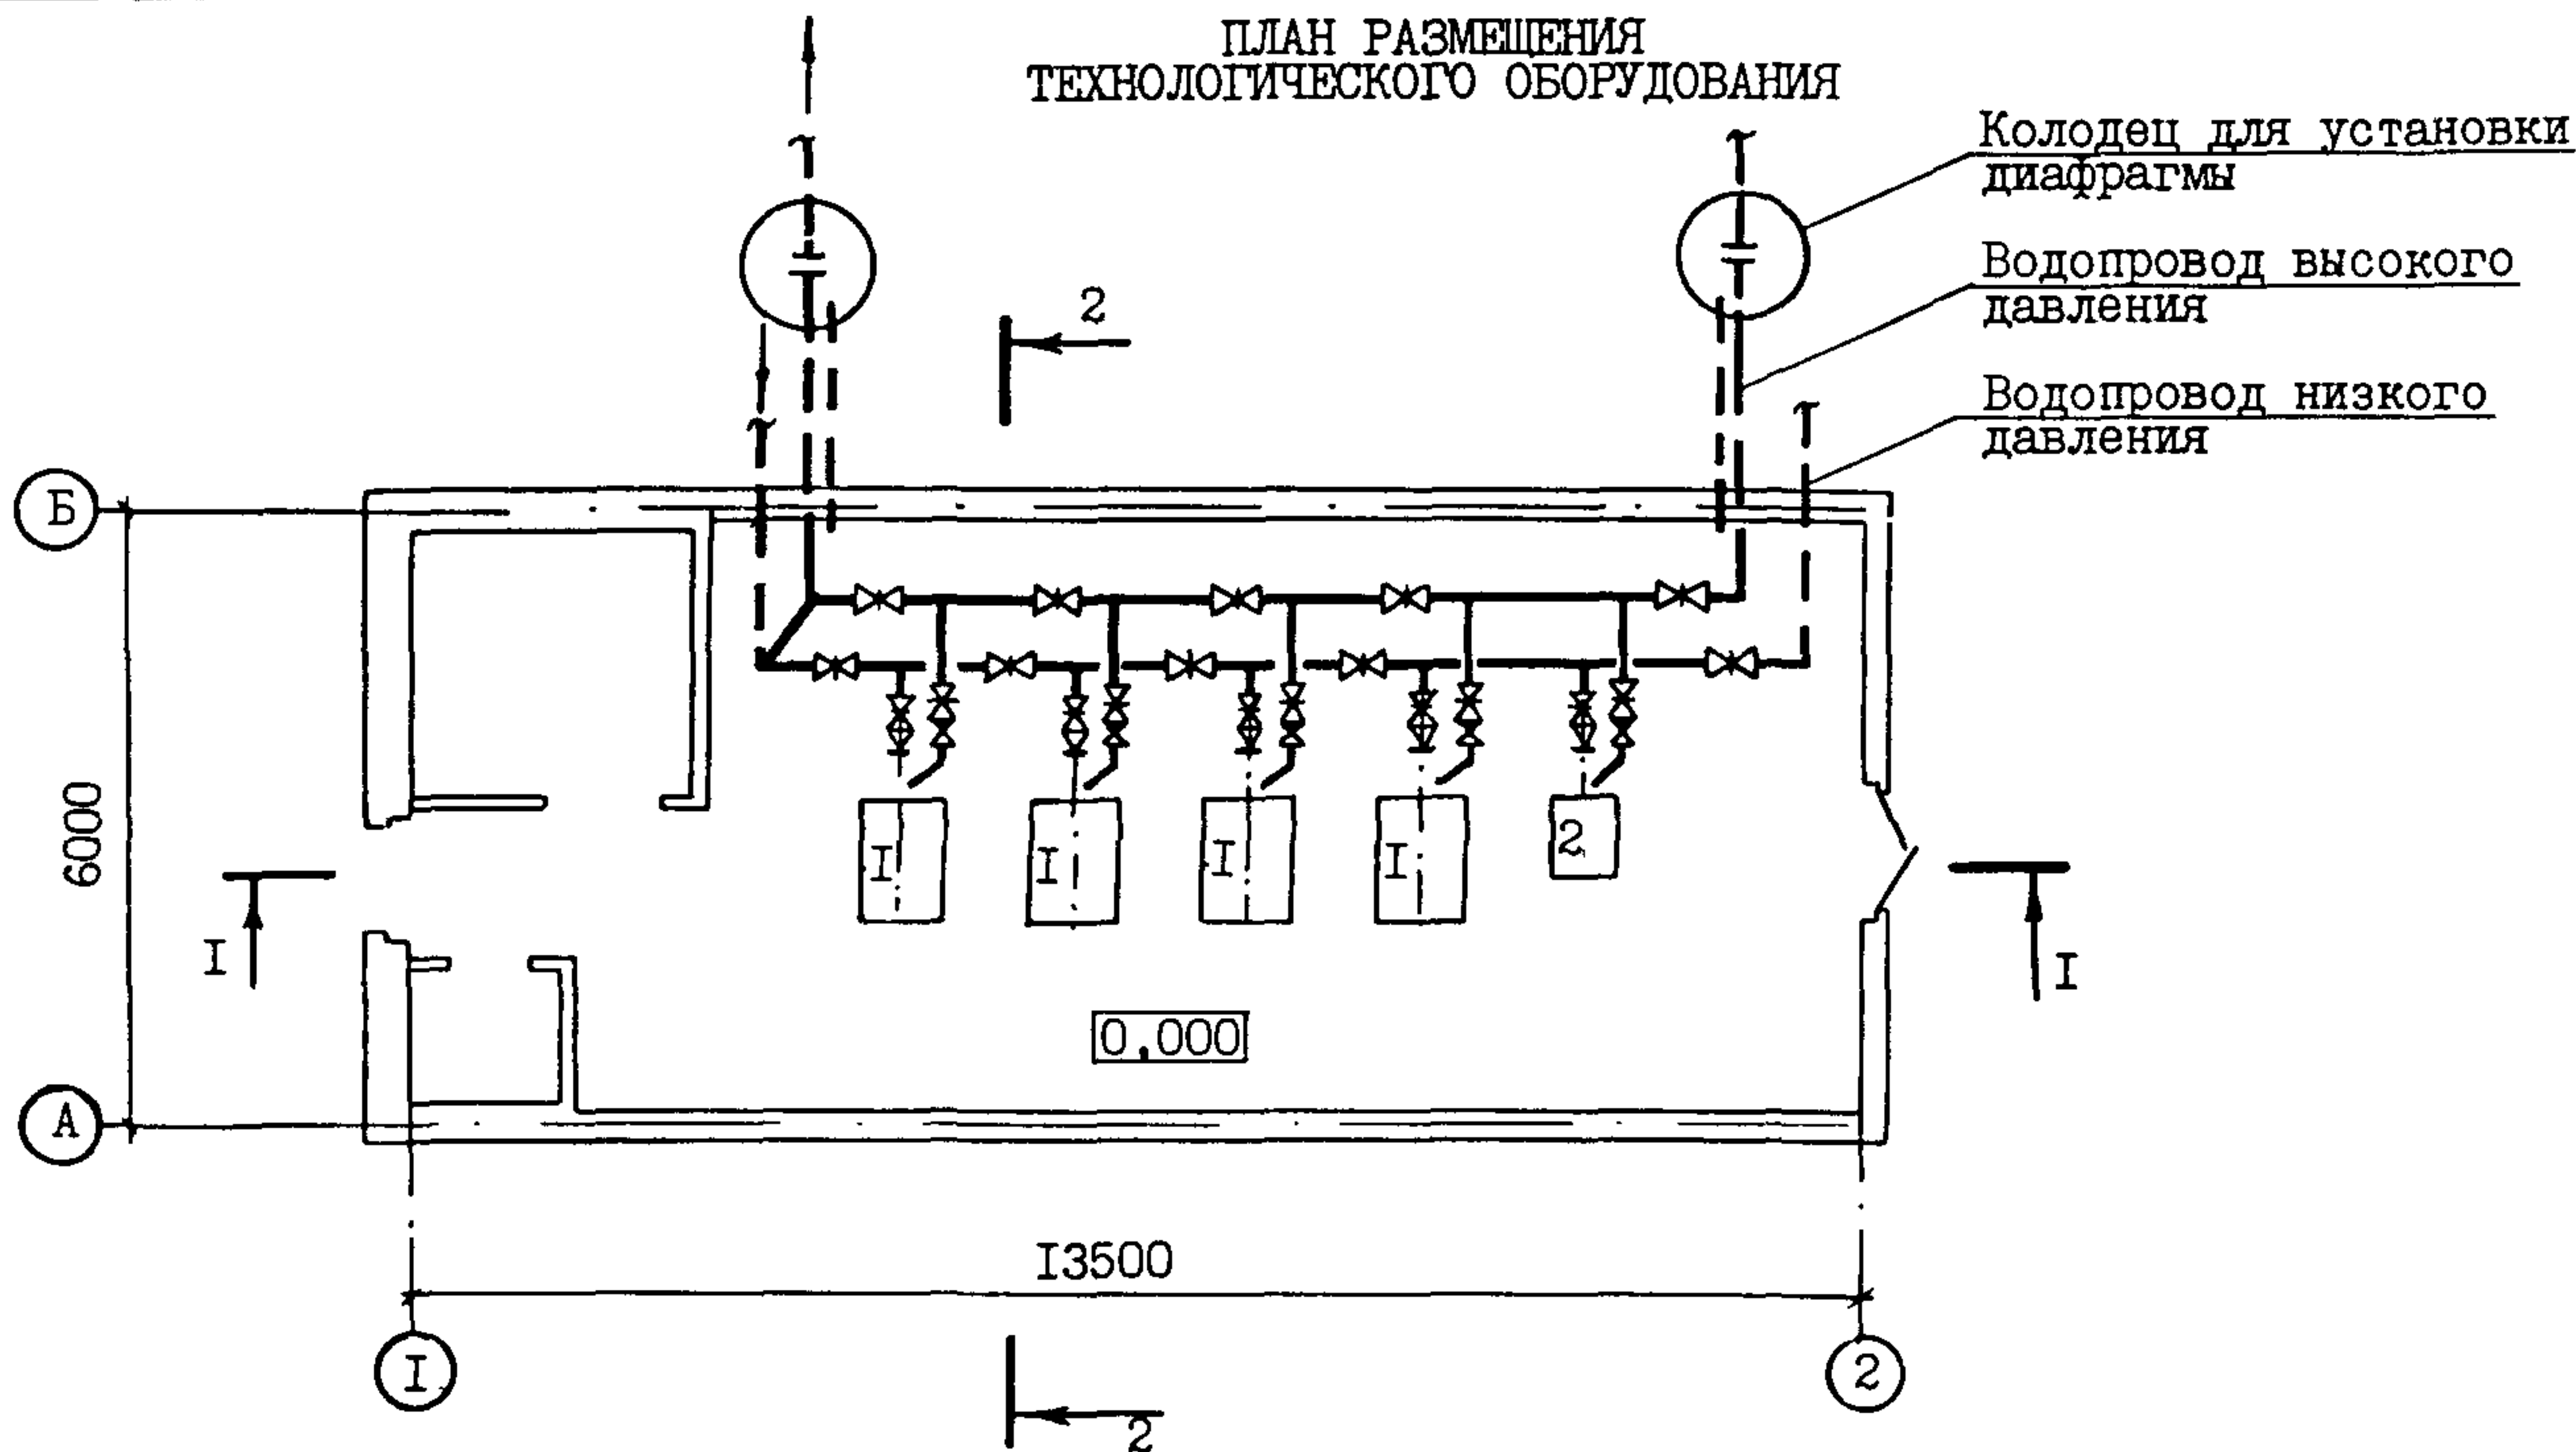 ПЛАН РАЗМЕЩЕНИЯ
ТЕХНОЛОГИЧЕСКОГО ОБОРУДОВАНИЯ
Колодец для установки
диафрагмы
Водопровод высокого
давления
Водопровод низкого
давления
2
Б
6000
I
I
I
I
2
I
I
0,000
А
I3500
I
2
2